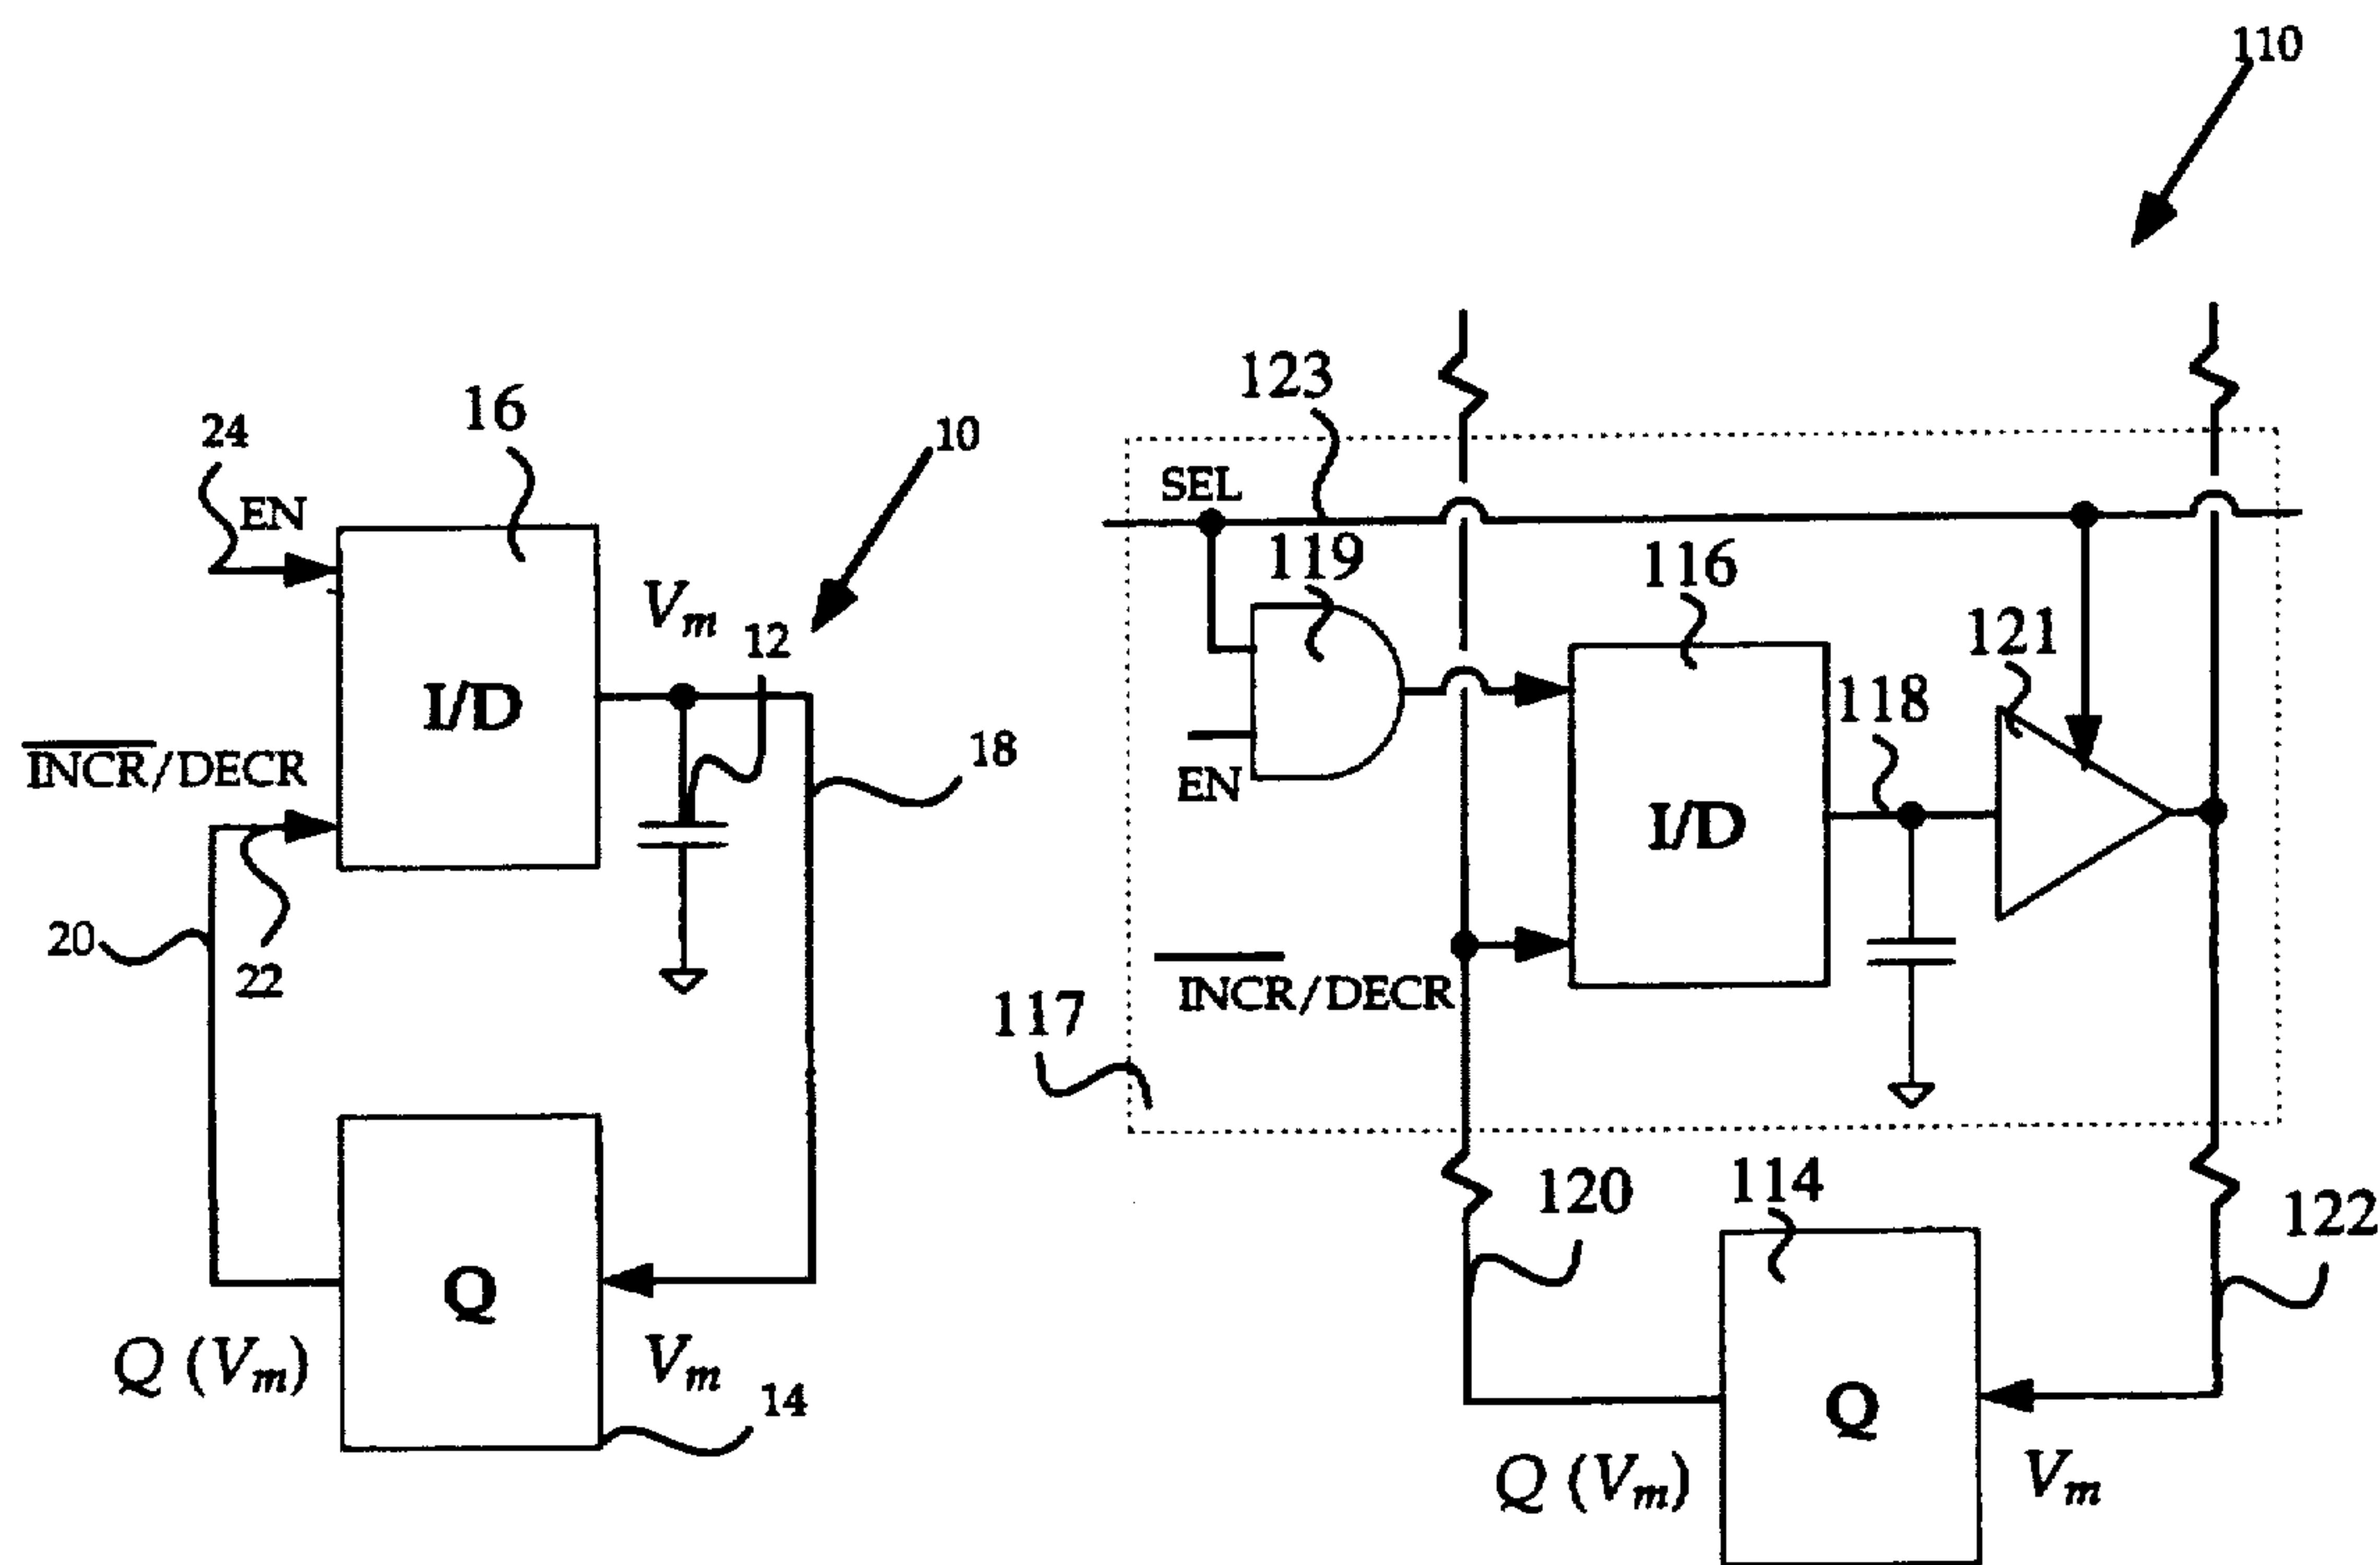 110
10
24
EN
16
V_m
12
I/D
INCR/DECR
18
20
22
Q
Q (V_m)
V_m
14
123
SEL
119
116
121
118
EN
I/D
INCR/DECR
117
120
114
122
Q
Q (V_m)
V_m